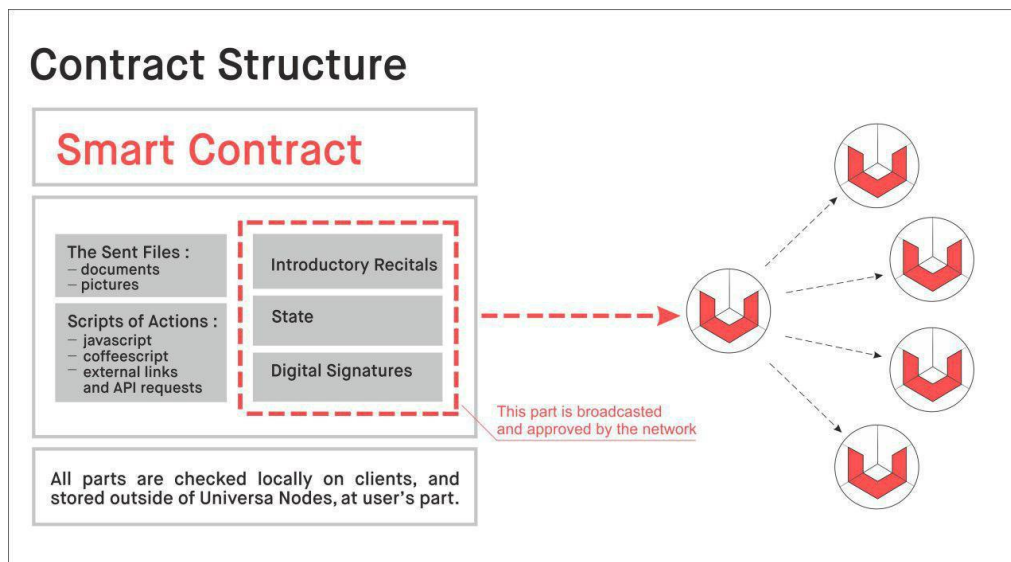 Contract Structure
Smart Contract
The Sent Files :
– documents
– pictures
Scripts of Actions :
– javascript
– coffeescript
– external links
and API requests
Introductory Recitals
State
Digital Signatures
This part is broadcasted
and approved by the network
All parts are checked locally on clients, and
stored outside of Universa Nodes, at user's part.